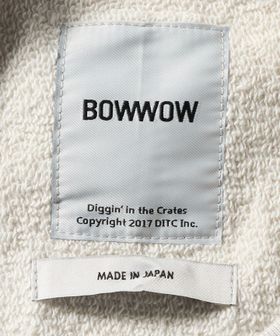 BOWWOW
Diggin' in the Crates
Copyright 2017 DITC Inc.
MADE IN JAPAN